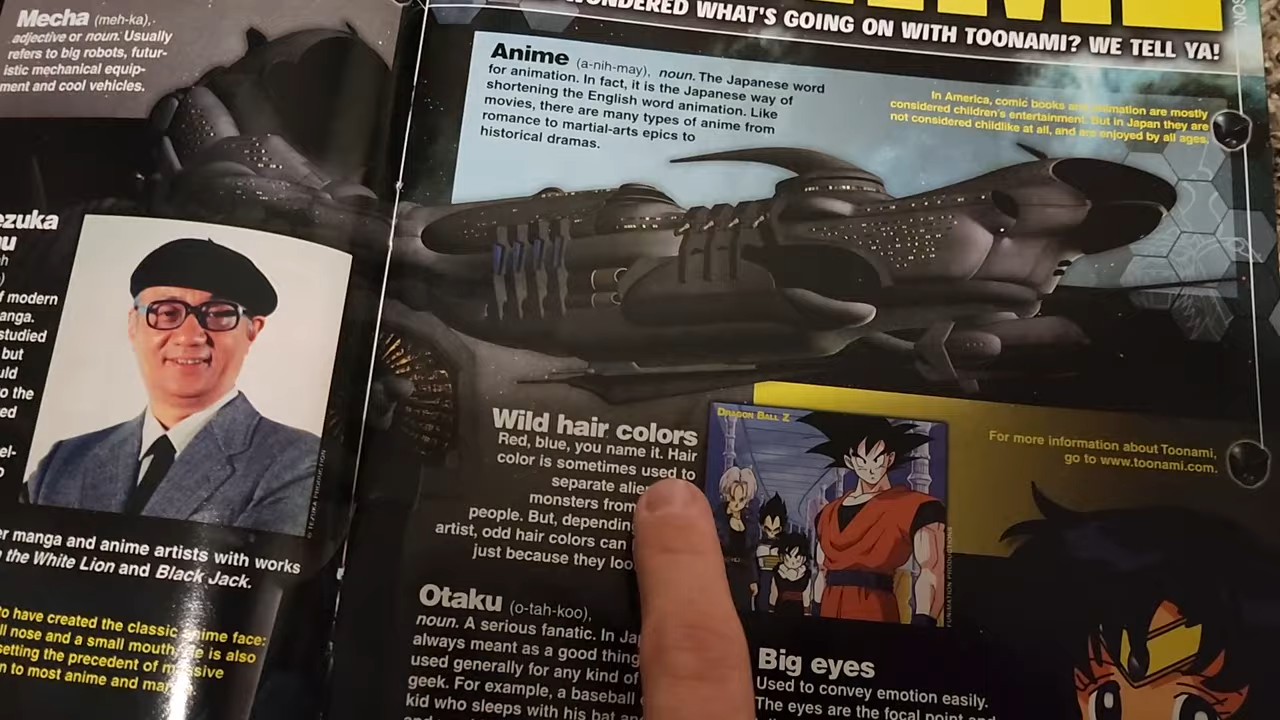 Mecha (meh-ka),
adjective or noun. Usually
refers to big robots, futur-
istic mechanical equip-
ment and cool vehicles.
modern
studied
but
to the
er manga and anime artists with works
the White Lion and Black Jack.
to have created the classic anime face:
nose and a small mouth. He is also
setting the precedent of massive
to most anime and
WONDERED WHAT'S GOING ON WITH TOONAMI? WE TELL YA!
Anime (a-nih-may), noun. The Japanese word
for animation. In fact, it is the Japanese way of
shortening the English word animation. Like
movies, there are many types of anime from
romance to martial-arts epics to
historical dramas.
In America, comic books and animation are mostly
considered children's entertainment. But in Japan they are
not considered childlike at all, and are enjoyed by all ages.
Wild hair colors
Red, blue, you name it. Hair
color is sometimes used to
separate
monsters from
people. But,
artist, odd hair colors can
just because they
DRAGON BALL Z
For more information about Toonami,
go to www.toonami.com.
Otaku (o-tah-koo),
noun. A serious fanatic. In
always meant as a good thing
used generally for any kind of
geek. For example, a baseball
kid who sleeps with his bat
Big eyes
Used to convey emotion easily.
The eyes are the focal point and